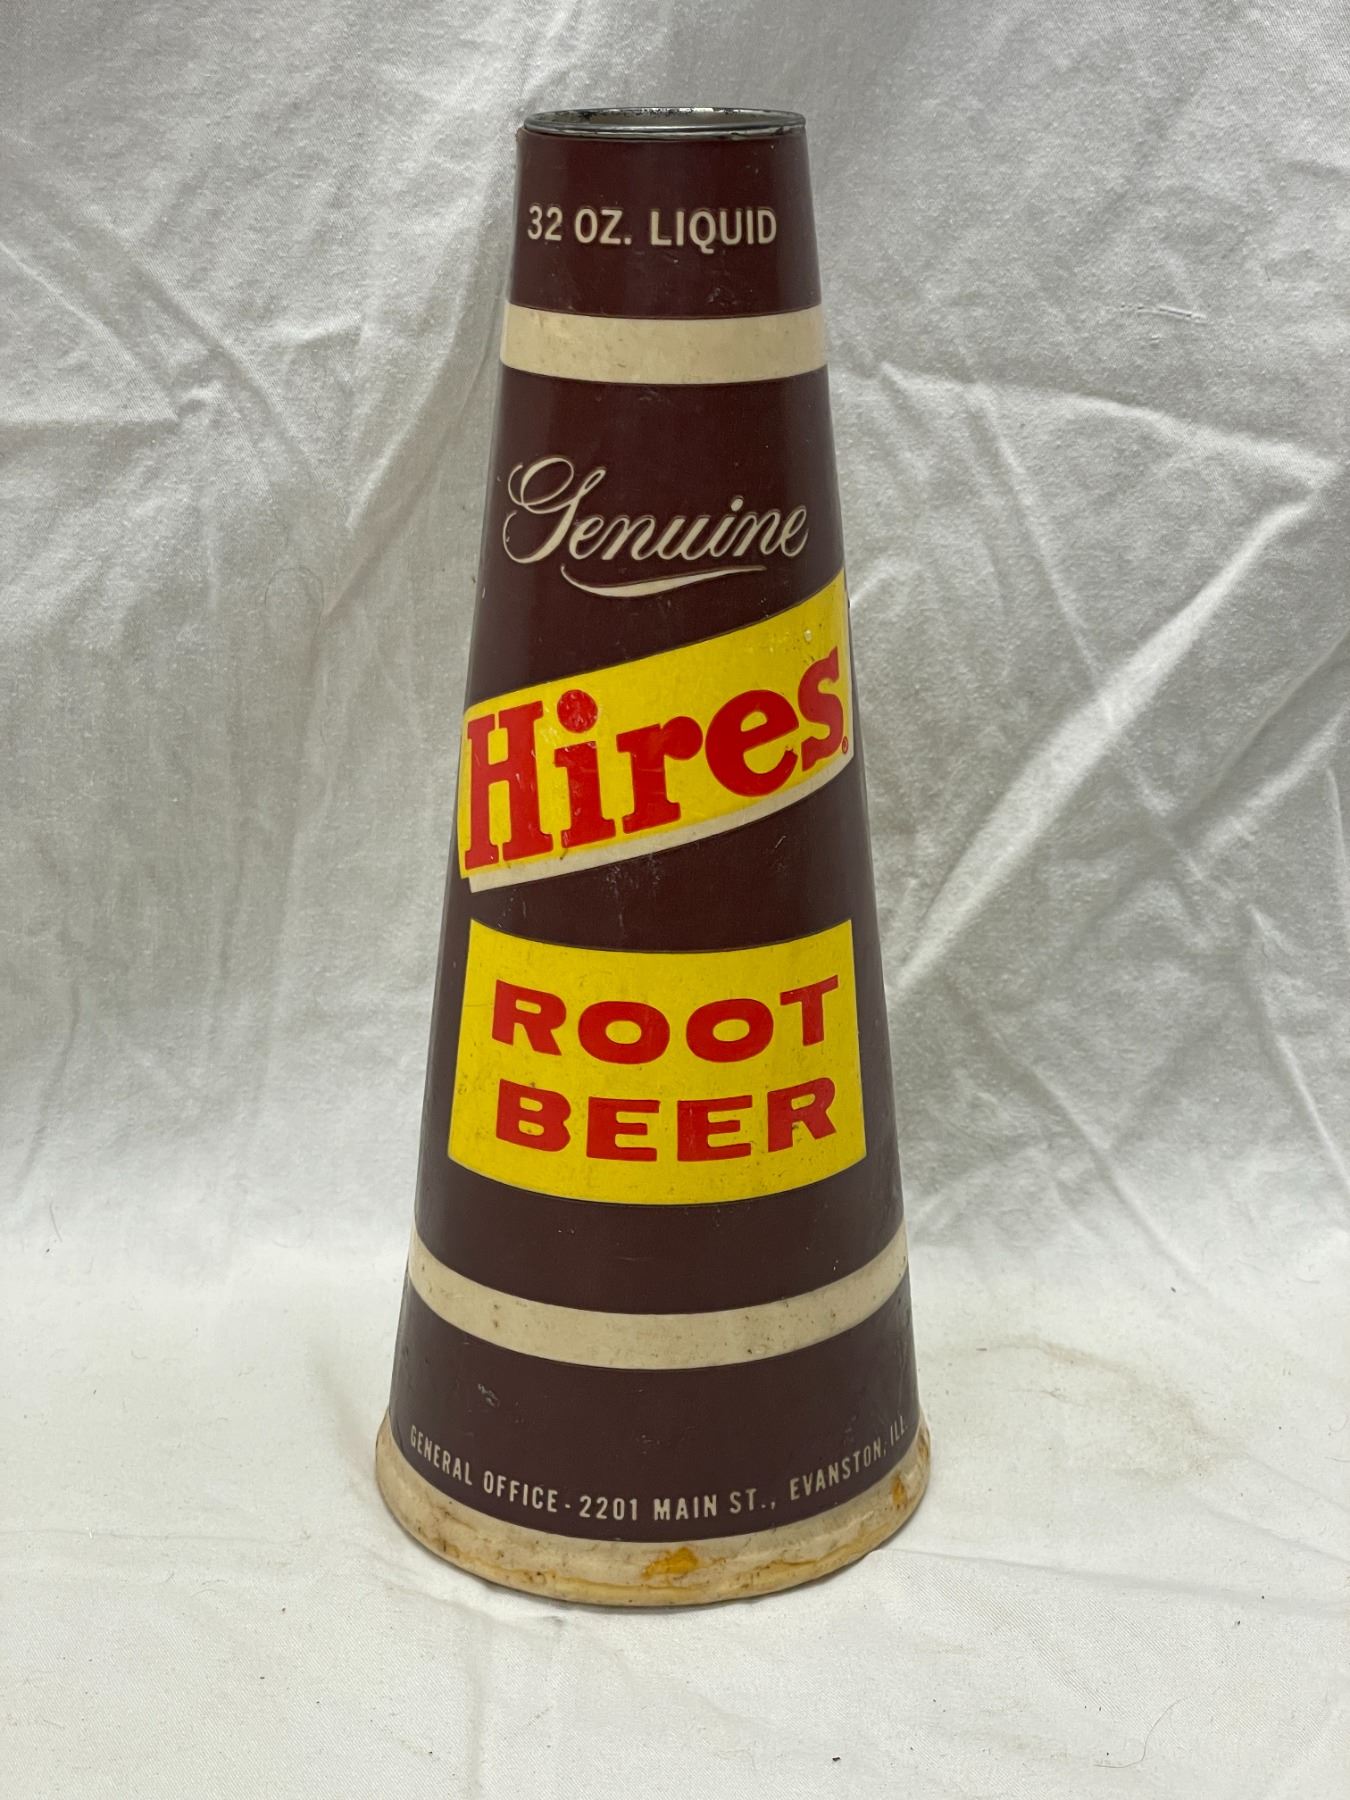 32 OZ. LIQUID
Genuine
Hires®
ROOT
BEER
GENERAL OFFICE - 2201 MAIN ST., EVANSTON, ILL.